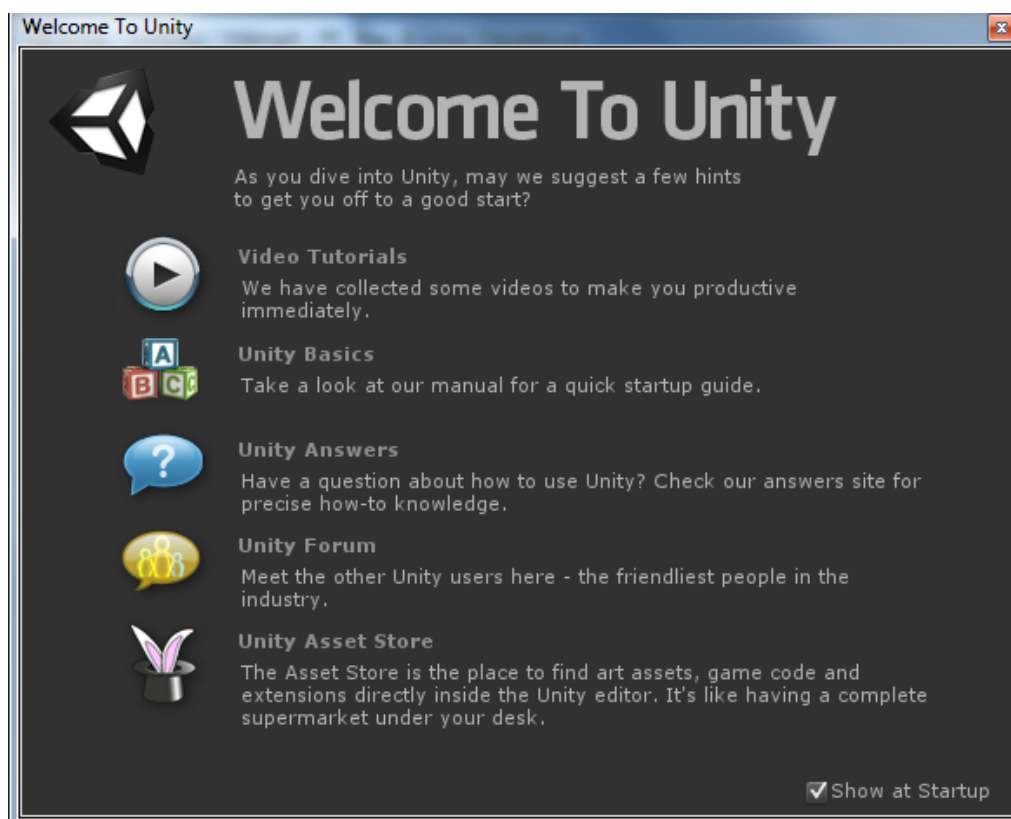 Welcome To Unity
Welcome To Unity
As you dive into Unity, may we suggest a few hints
to get you off to a good start?
Video Tutorials
We have collected some videos to make you productive
immediately.
A
B C
Unity Basics
Take a look at our manual for a quick startup guide.
?
Unity Answers
Have a question about how to use Unity? Check our answers site for
precise how-to knowledge.
Unity Forum
Meet the other Unity users here - the friendliest people in the
industry.
Unity Asset Store
The Asset Store is the place to find art assets, game code and
extensions directly inside the Unity editor. It's like having a complete
supermarket under your desk.
Show at Startup